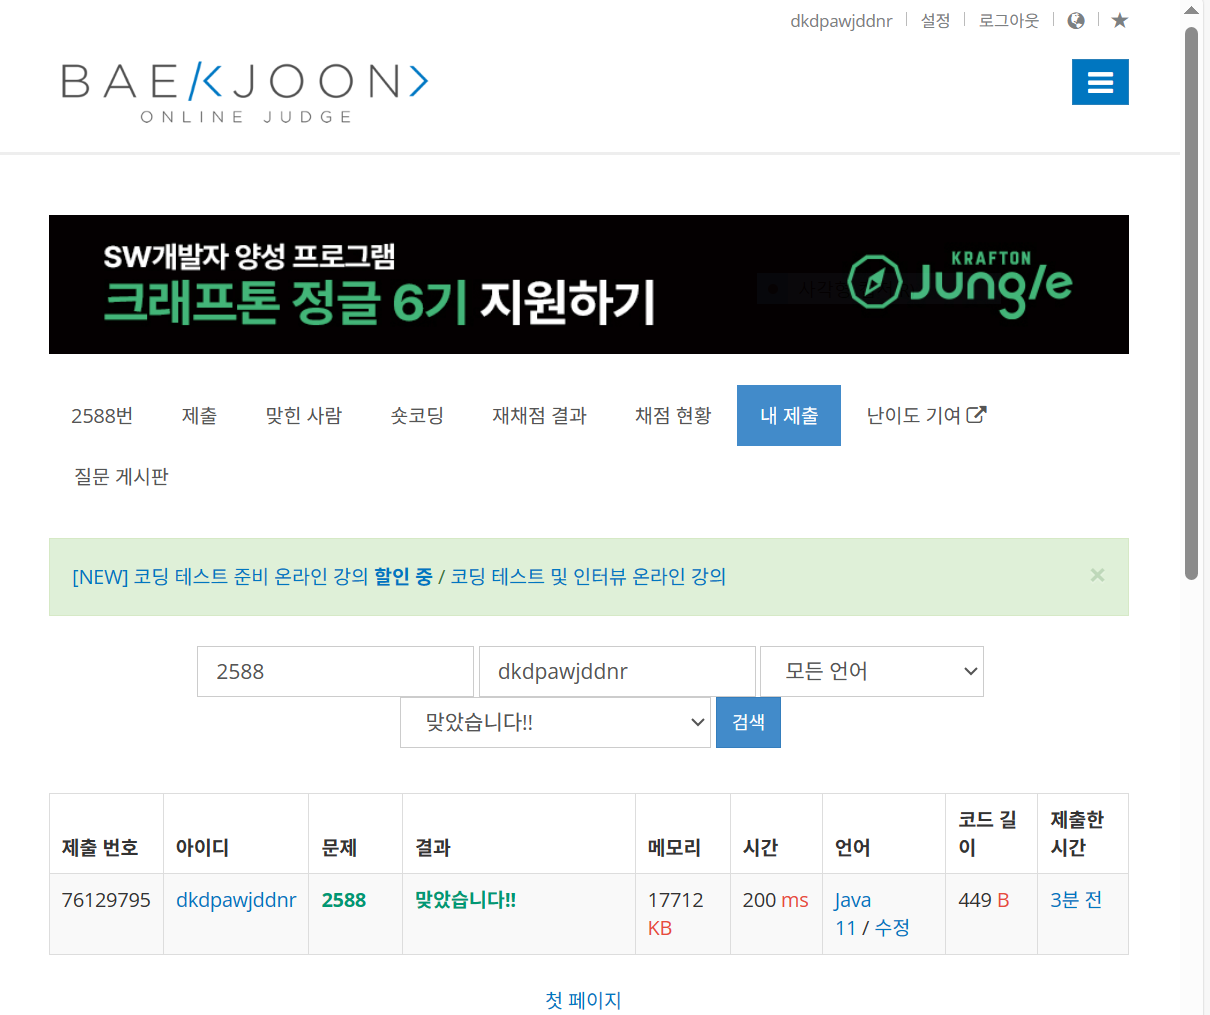 dkdpawjddnr 설정 로그아웃
BAEKJOON>
ONLINE JUDGE
SW개발자 양성 프로그램
크래프톤 정글 6기 지원하기
KRAFTON
Jungle
2588번 제출 맞힌 사람 숏코딩 재채점 결과 채점 현황 내 제출 난이도 기여
질문 게시판
[NEW] 코딩 테스트 준비 온라인 강의 할인 중 / 코딩 테스트 및 인터뷰 온라인 강의 ×
2588 dkdpawjddnr 모든 언어
맞았습니다!! 검색
제출 번호 아이디 문제 결과 메모리 시간 언어 코드 길이 제출한 시간
76129795 dkdpawjddnr 2588 맞았습니다!! 17712 KB 200 ms Java 11 / 수정 449 B 3분 전
첫 페이지